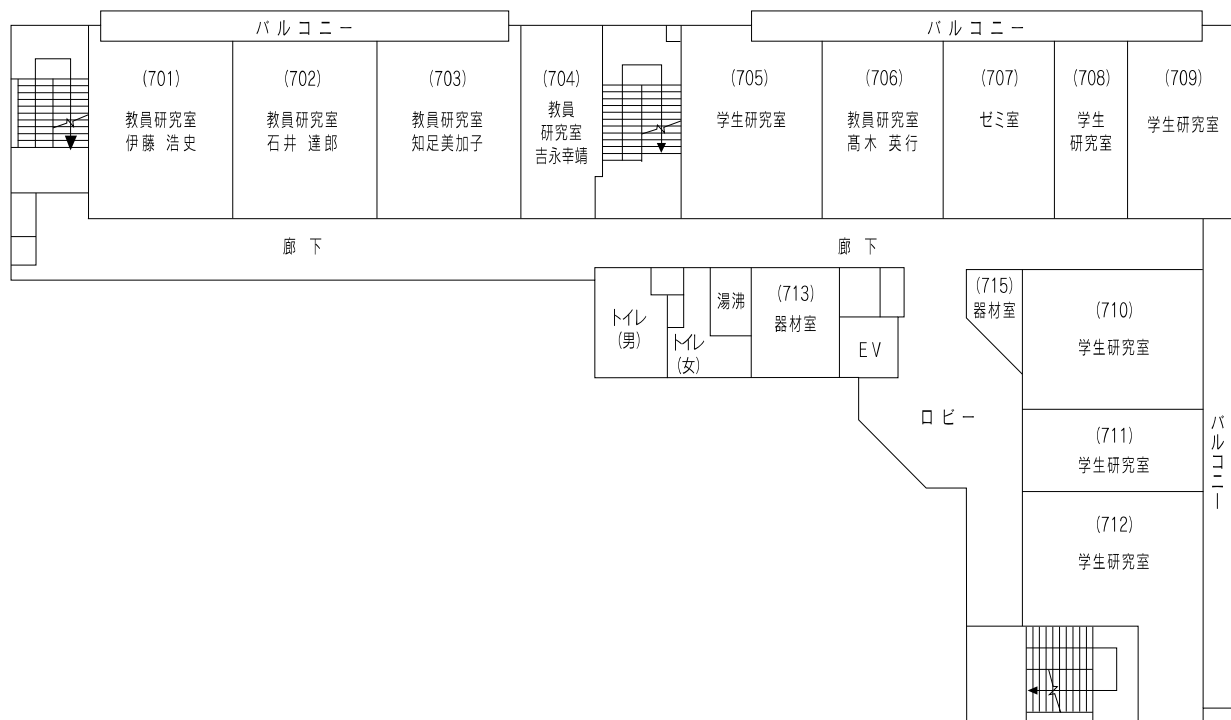 バルコニー
バルコニー
(701)
教員研究室
伊藤 浩史
(702)
教員研究室
石井 達郎
(703)
教員研究室
知足美加子
(704)
教員
研究室
吉永幸靖
(705)
学生研究室
(706)
教員研究室
髙木 英行
(707)
ゼミ室
(708)
学生
研究室
(709)
学生研究室
廊下
廊下
トイレ
(男)
トイレ
(女)
湯沸
(713)
器材室
EV
(715)
器材室
(710)
学生研究室
ロビー
(711)
学生研究室
バルコニー
(712)
学生研究室